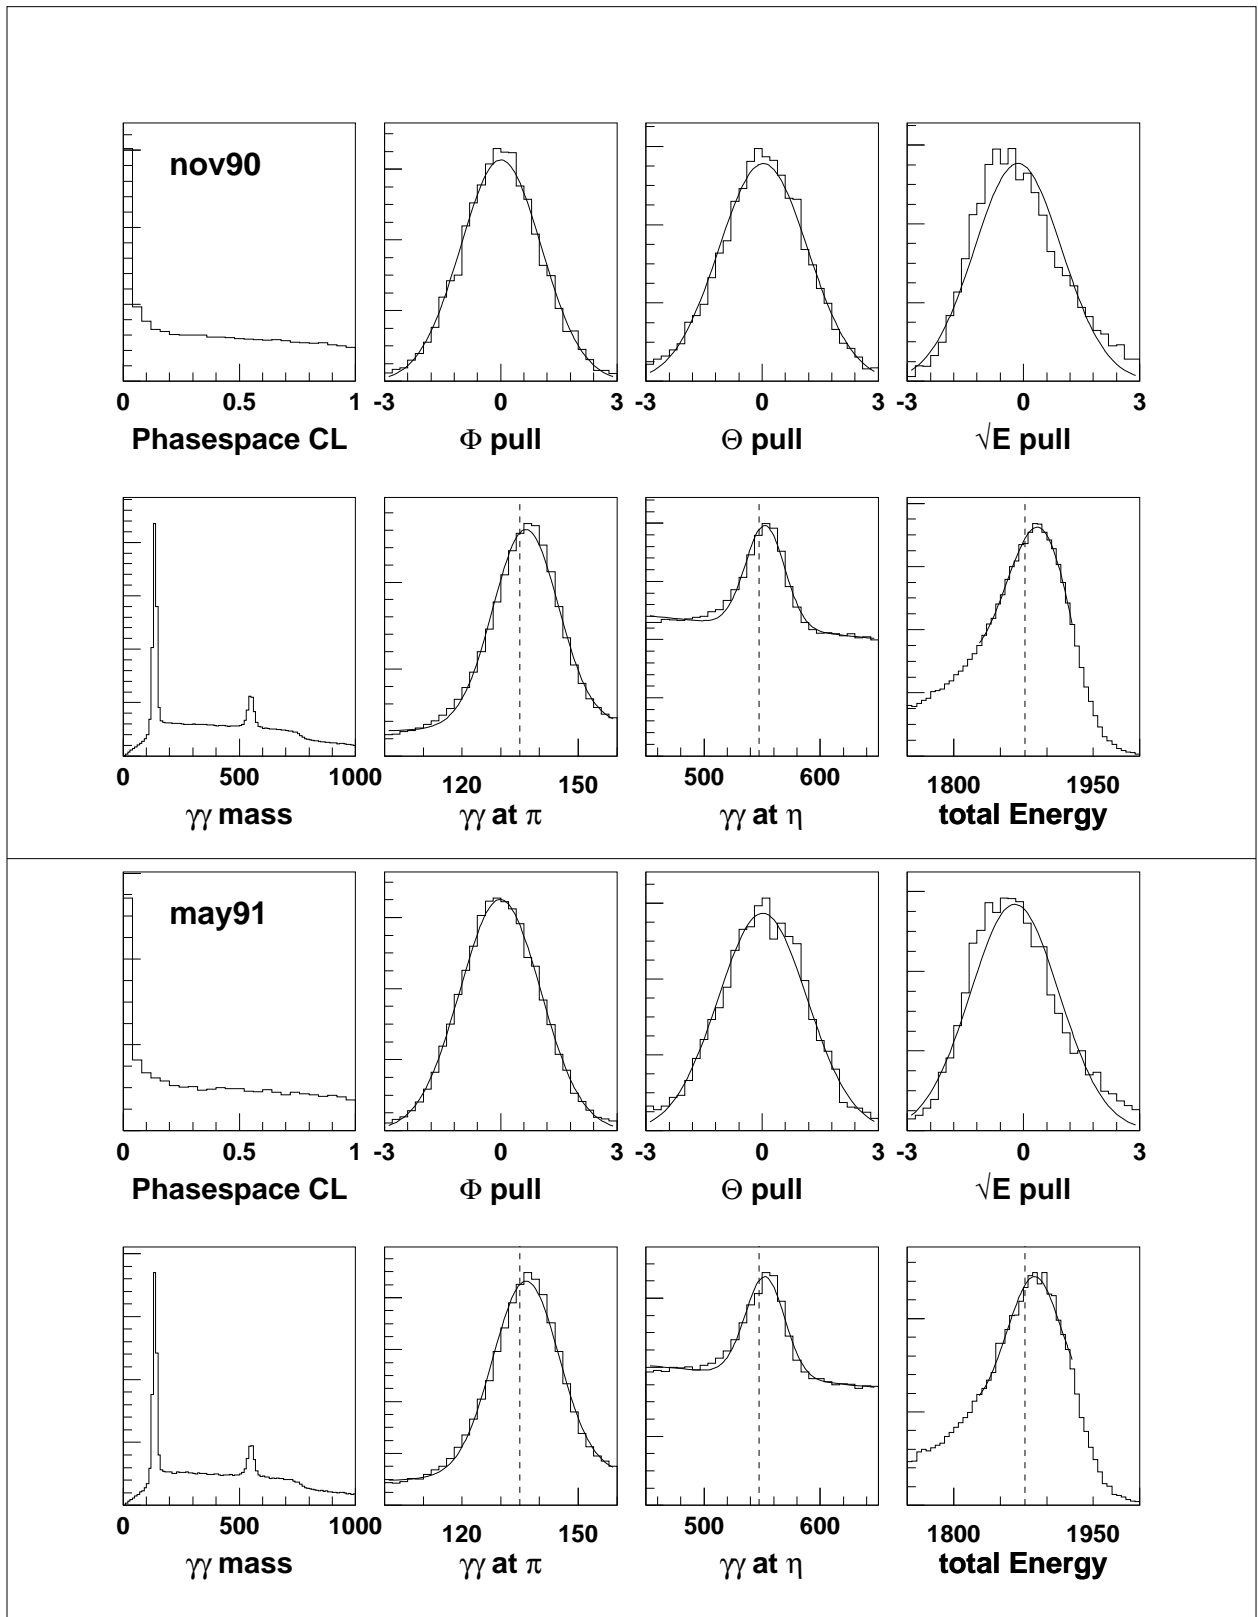 nov90
0 0.5 1 -3 0 3 -3 0 3 -3 0 3
Phasespace CL Φ pull Θ pull √E pull
0 500 1000 120 150 500 600 1800 1950
γγ mass γγ at π γγ at η total Energy
may91
0 0.5 1 -3 0 3 -3 0 3 -3 0 3
Phasespace CL Φ pull Θ pull √E pull
0 500 1000 120 150 500 600 1800 1950
γγ mass γγ at π γγ at η total Energy